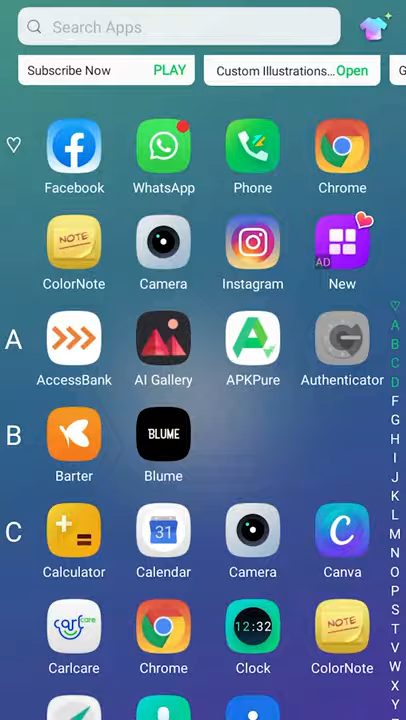 Search Apps
Subscribe Now PLAY Custom Illustrations... Open G
Facebook WhatsApp Phone Chrome
NOTE
AD
ColorNote Camera Instagram New
A
AccessBank AI Gallery APKPure Authenticator
B
BLUME
Barter Blume
C
31
Calculator Calendar Camera Canva
carlcare 12:32 NOTE
Carlcare Chrome Clock ColorNote
A
B
C
D
F
G
H
I
J
K
L
M
N
O
P
S
T
V
W
X
Y